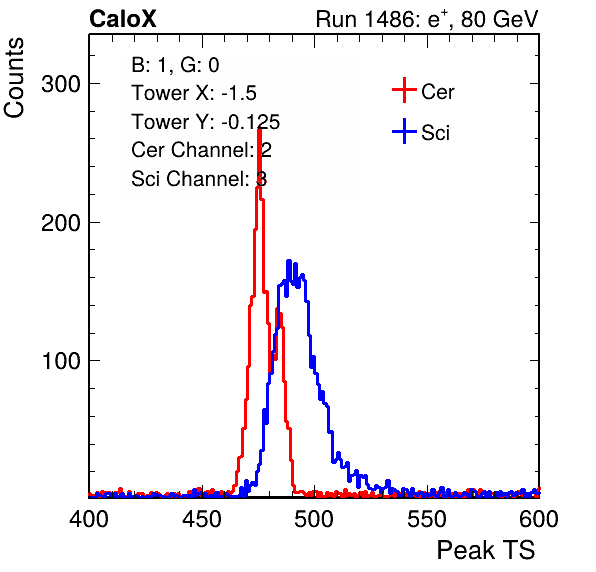 CaloX Run 1486: e⁺, 80 GeV
Counts
B: 1, G: 0
Tower X: -1.5
Tower Y: -0.125
Cer Channel: 2
Sci Channel: 3
Cer
Sci
300
200
100
400 450 500 550 600
Peak TS